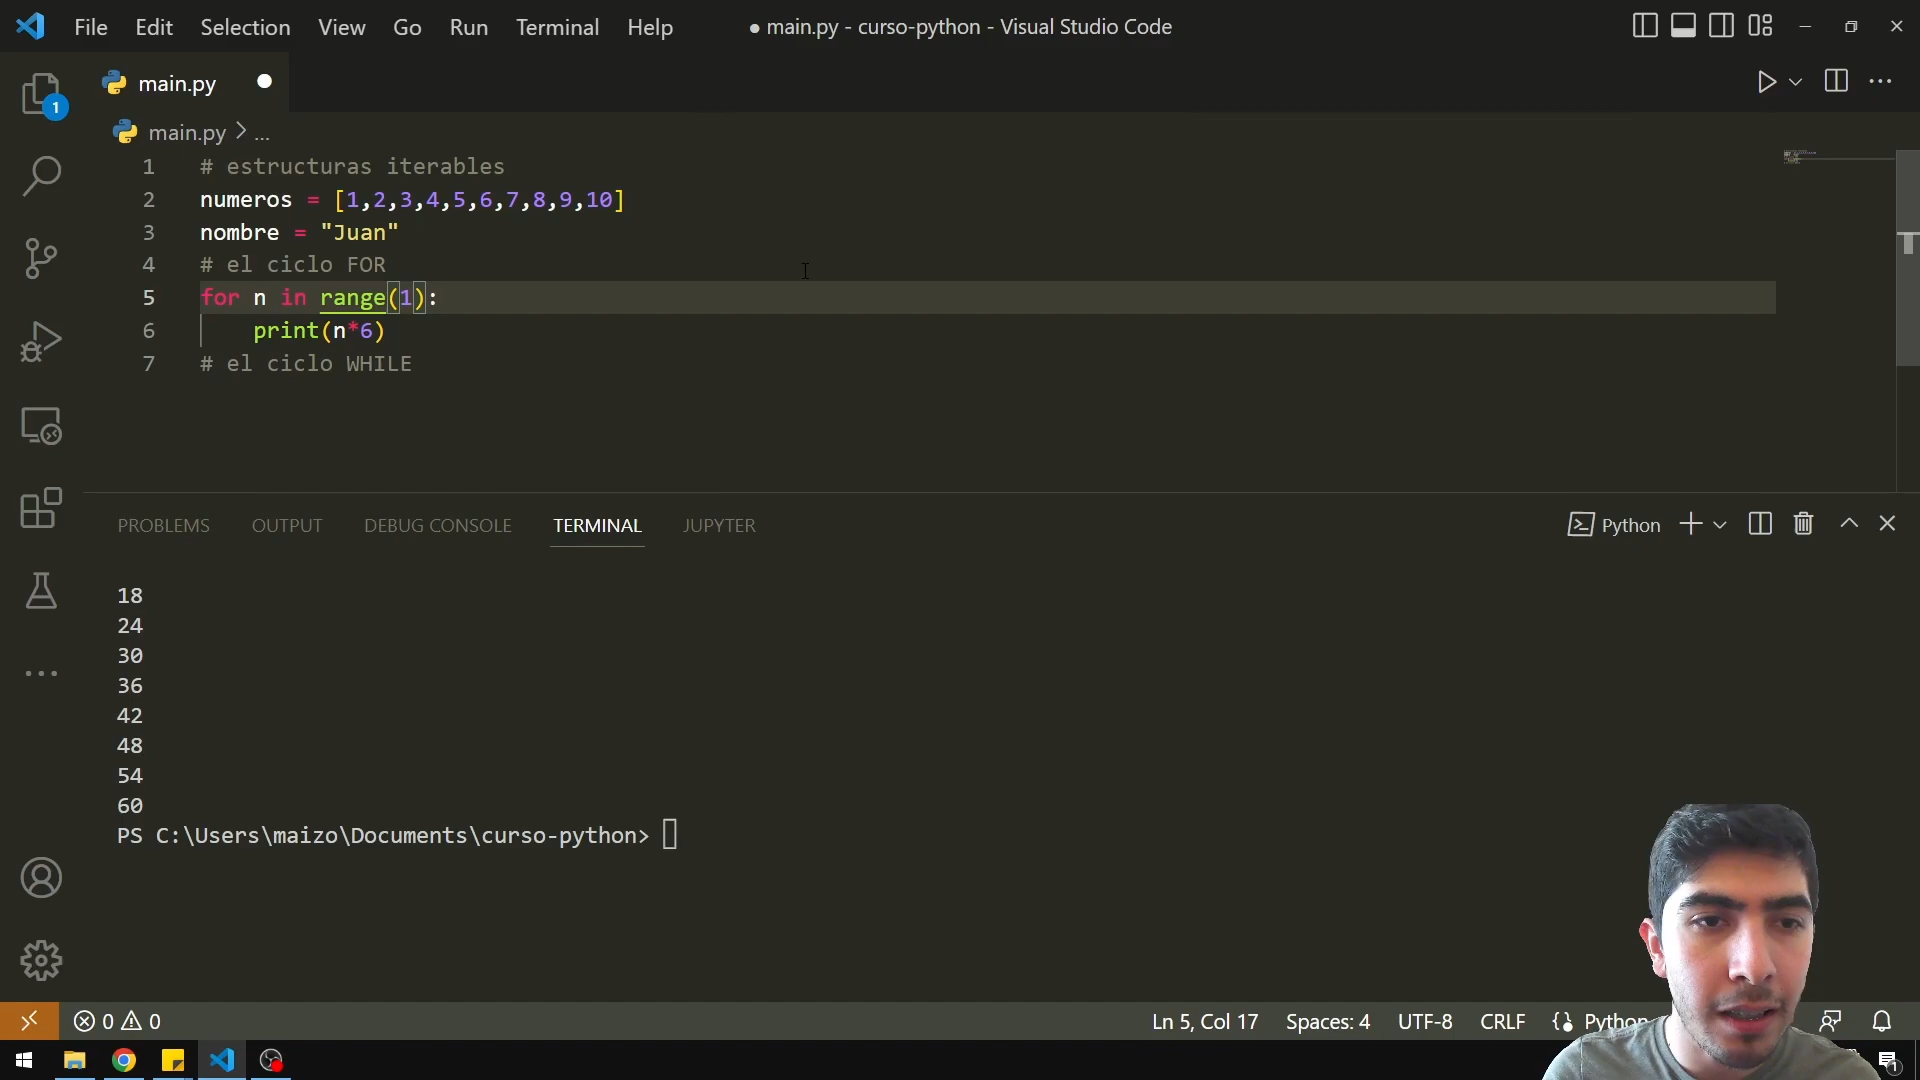 File Edit Selection View Go Run Terminal Help ● main.py - curso-python - Visual Studio Code
main.py
1
main.py > ...
1 # estructuras iterables
2 numeros = [1,2,3,4,5,6,7,8,9,10]
3 nombre = "Juan"
4 # el ciclo FOR
5 for n in range(1):
6 print(n*6)
7 # el ciclo WHILE
PROBLEMS OUTPUT DEBUG CONSOLE TERMINAL JUPYTER Python
18
24
30
36
42
48
54
60
PS C:\Users\maizo\Documents\curso-python>
0 0 Ln 5, Col 17 Spaces: 4 UTF-8 CRLF Python
1